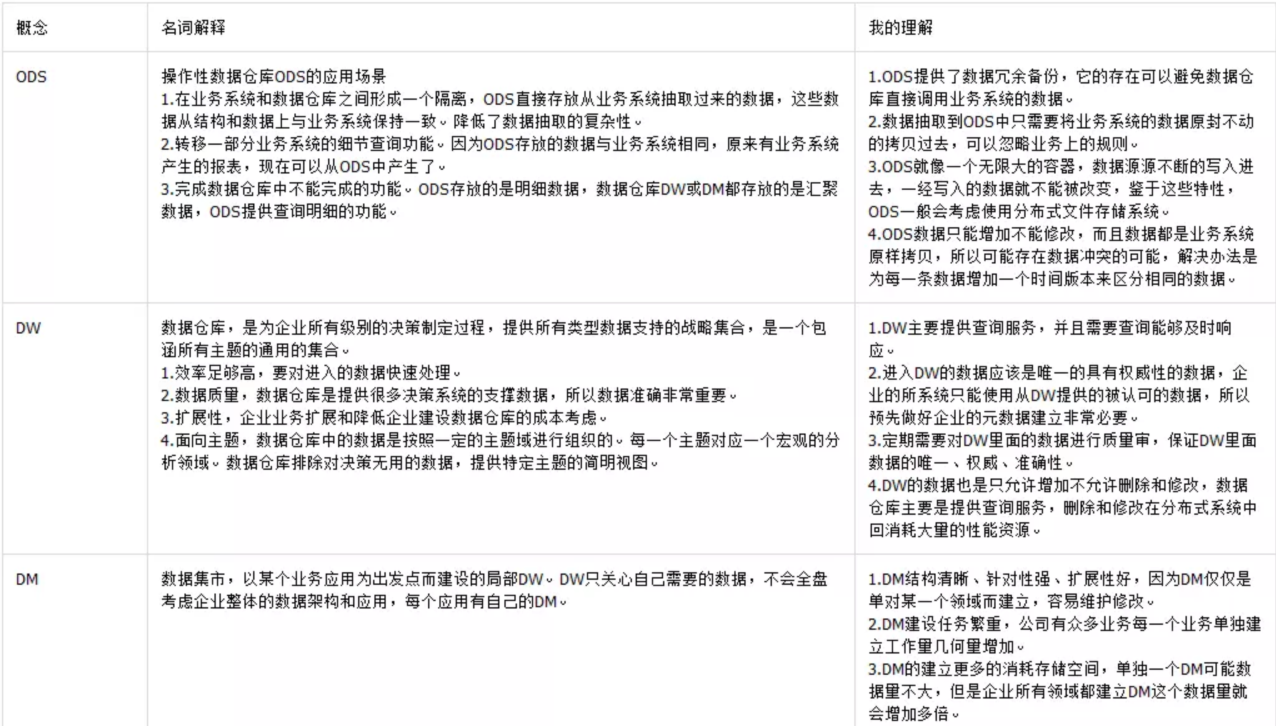 概念
名词解释
我的理解
ODS
操作性数据仓库ODS的应用场景
1.在业务系统和数据仓库之间形成一个隔离，ODS直接存放从业务系统抽取过来的数据，这些数
据从结构和数据上与业务系统保持一致。降低了数据抽取的复杂性。
2.转移一部分业务系统的细节查询功能。因为ODS存放的数据与业务系统相同，原来有业务系统
产生的报表，现在可以从ODS中产生了。
3.完成数据仓库中不能完成的功能。ODS存放的是明细数据，数据仓库DW或DM都存放的是汇聚
数据，ODS提供查询明细的功能。
1.ODS提供了数据冗余备份，它的存在可以避免数据仓
库直接调用业务系统的数据。
2.数据抽取到ODS中只需要将业务系统的数据原封不动
的拷贝过去，可以忽略业务上的规则。
3.ODS就像一个无限大的容器，数据源源不断的写入进
去，一经写入的数据就不能被改变，鉴于这些特性，
ODS一般会考虑使用分布式文件存储系统。
4.ODS数据只能增加不能修改，而且数据都是业务系统
原样拷贝，所以可能存在数据冲突的可能，解决办法是
为每一条数据增加一个时间版本来区分相同的数据。
DW
数据仓库，是为企业所有级别的决策制定过程，提供所有类型数据支持的战略集合，是一个包
涵所有主题的通用的集合。
1.效率足够高，要对进入的数据快速处理。
2.数据质量，数据仓库是提供很多决策系统的支撑数据，所以数据准确非常重要。
3.扩展性，企业业务扩展和降低企业建设数据仓库的成本考虑。
4.面向主题，数据仓库中的数据是按照一定的主题域进行组织的。每一个主题对应一个宏观的分
析领域。数据仓库排除对决策无用的数据，提供特定主题的简明视图。
1.DW主要提供查询服务，并且需要查询能够及时响
应。
2.进入DW的数据应该是唯一的具有权威性的数据，企
业的所系统只能使用从DW提供的被认可的数据，所以
预先做好企业的元数据建立非常必要。
3.定期需要对DW里面的数据进行质量审，保证DW里面
数据的唯一、权威、准确性。
4.DW的数据也是只允许增加不允许删除和修改，数据
仓库主要是提供查询服务，删除和修改在分布式系统中
回消耗大量的性能资源。
DM
数据集市，以某个业务应用为出发点而建设的局部DW。DW只关心自己需要的数据，不会全盘
考虑企业整体的数据架构和应用，每个应用有自己的DM。
1.DM结构清晰、针对性强、扩展性好，因为DM仅仅是
单对某一个领域而建立，容易维护修改。
2.DM建设任务繁重，公司有众多业务每一个业务单独建
立工作量几何量增加。
3.DM的建立更多的消耗存储空间，单独一个DM可能数
据量不大，但是企业所有领域都建立DM这个数据量就
会增加多倍。